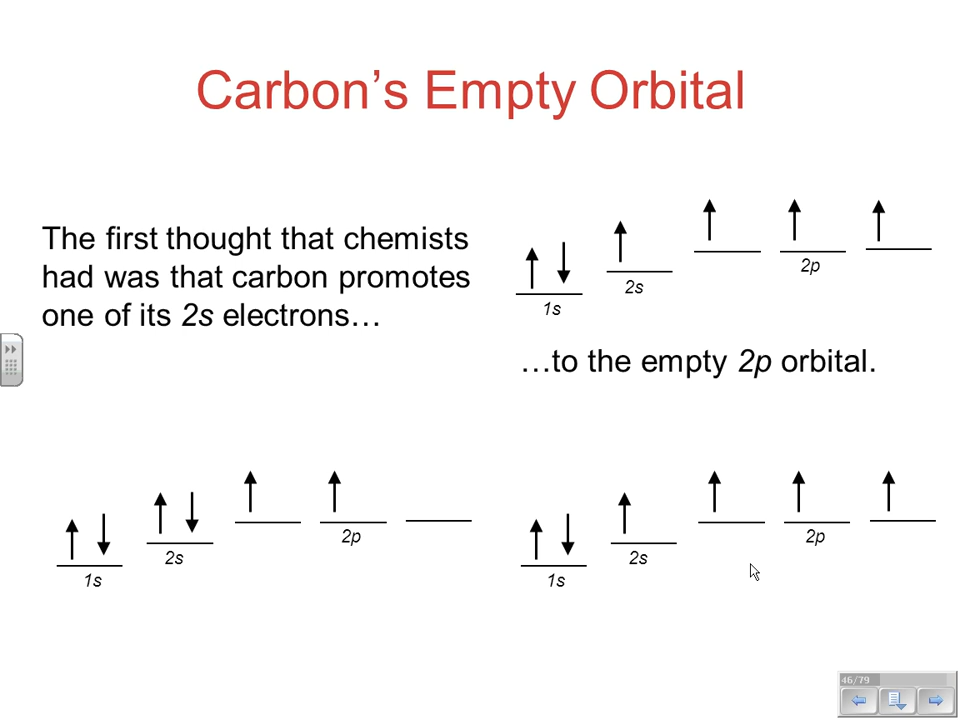 Carbon’s Empty Orbital
The first thought that chemists
had was that carbon promotes
one of its 2s electrons…
1s
2s
2p
…to the empty 2p orbital.
1s
2s
2p
1s
2s
2p
46/79